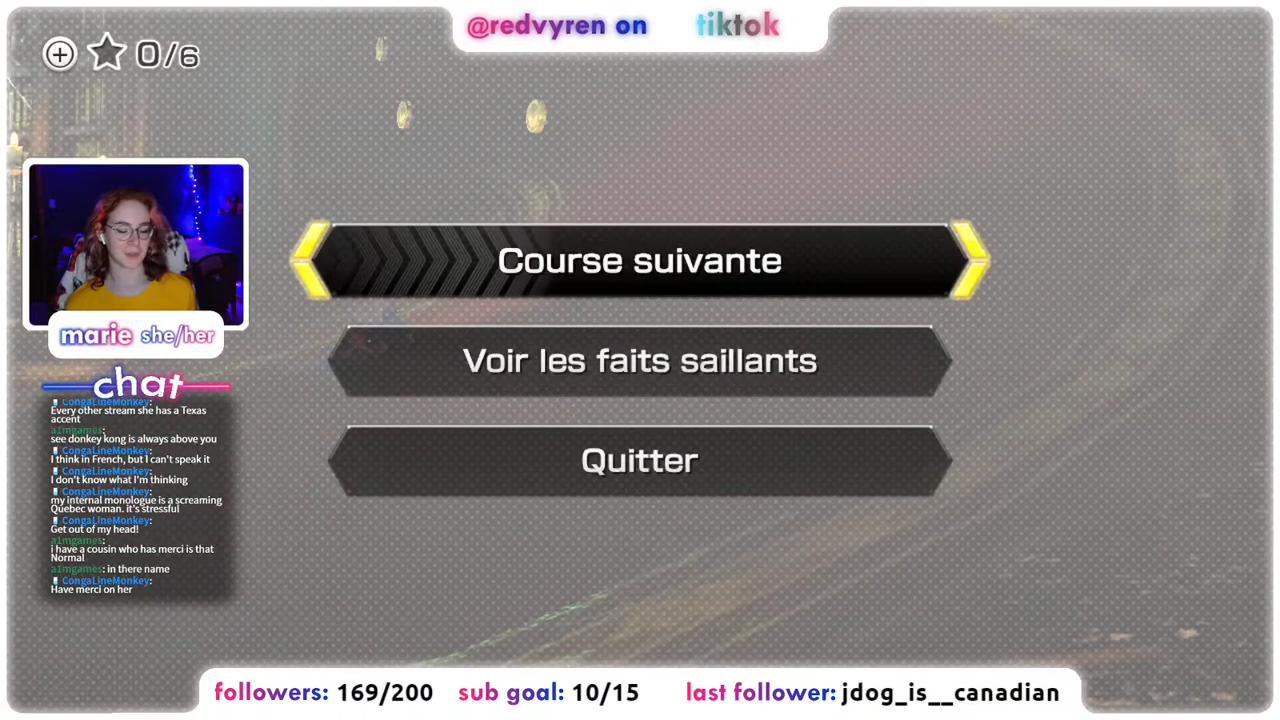 @redvyren on tiktok
0/6
Course suivante
Voir les faits saillants
Quitter
marie she/her
chat
CongaLineMonkey:
Every other stream she has a Texas
accent
a1mgames:
see donkey kong is always above you
CongaLineMonkey:
I think in French, but I can't speak it
CongaLineMonkey:
I don't know what I'm thinking
CongaLineMonkey:
my internal monologue is a screaming
Quebec woman. it's stressful
CongaLineMonkey:
Get out of my head!
a1mgames:
i have a cousin who has merci is that
Normal
a1mgames: in there name
CongaLineMonkey:
Have merci on her
followers: 169/200 sub goal: 10/15 last follower: jdog_is__canadian